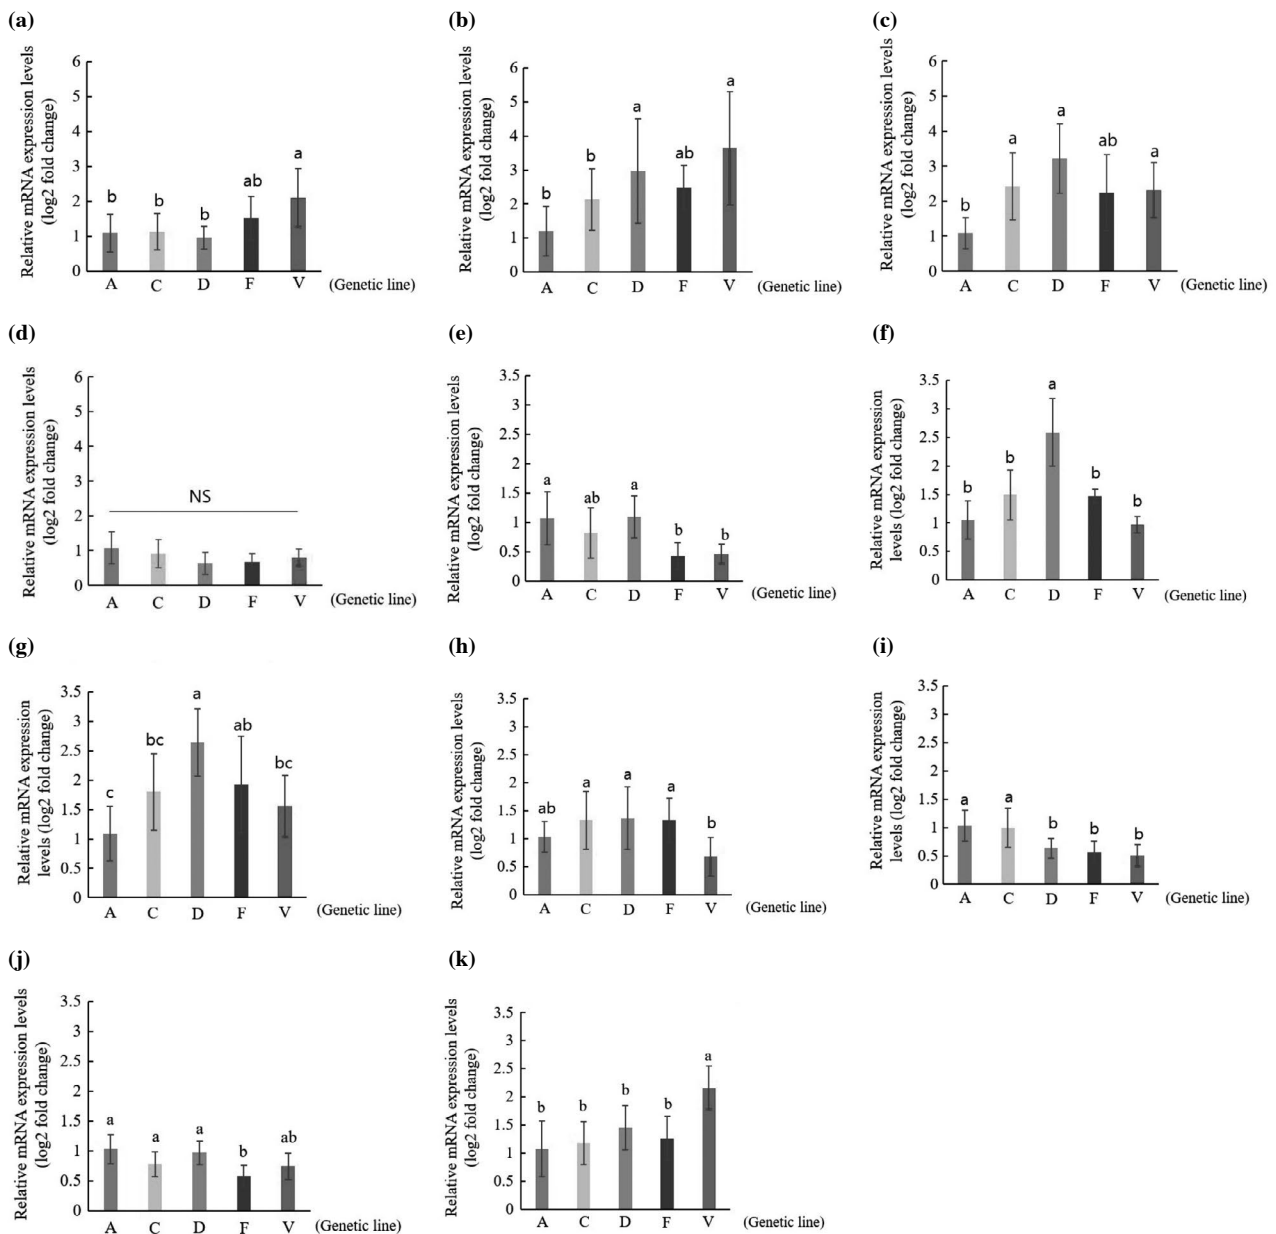 (a)
Relative mRNA expression levels
(log2 fold change)
6
5
4
3
2
1
0
b
b
b
ab
a
A
C
D
F
V
(Genetic line)
(b)
Relative mRNA expression levels
(log2 fold change)
6
5
4
3
2
1
0
b
b
a
ab
a
A
C
D
F
V
(Genetic line)
(c)
Relative mRNA expression levels
(log2 fold change)
6
5
4
3
2
1
0
b
a
a
ab
a
A
C
D
F
V
(Genetic line)
(d)
Relative mRNA expression levels
(log2 fold change)
6
5
4
3
2
1
0
NS
A
C
D
F
V
(Genetic line)
(e)
Relative mRNA expression levels
(log2 fold change)
3.5
3
2.5
2
1.5
1
0.5
0
a
ab
a
b
b
A
C
D
F
V
(Genetic line)
(f)
Relative mRNA expression
levels (log2 fold change)
3.5
3
2.5
2
1.5
1
0.5
0
b
b
a
b
b
A
C
D
F
V
(Genetic line)
(g)
Relative mRNA expression
levels (log2 fold change)
3.5
3
2.5
2
1.5
1
0.5
0
c
bc
a
ab
bc
A
C
D
F
V
(Genetic line)
(h)
Relative mRNA expression levels
(log2 fold change)
3.5
3
2.5
2
1.5
1
0.5
0
ab
a
a
a
b
A
C
D
F
V
(Genetic line)
(i)
Relative mRNA expression
levels (log2 fold change)
3.5
3
2.5
2
1.5
1
0.5
0
a
a
b
b
b
A
C
D
F
V
(Genetic line)
(j)
Relative mRNA expression levels
(log2 fold change)
3.5
3
2.5
2
1.5
1
0.5
0
a
a
a
b
ab
A
C
D
F
V
(Genetic line)
(k)
Relative mRNA expression levels
(log2 fold change)
3.5
3
2.5
2
1.5
1
0.5
0
b
b
b
b
a
A
C
D
F
V
(Genetic line)